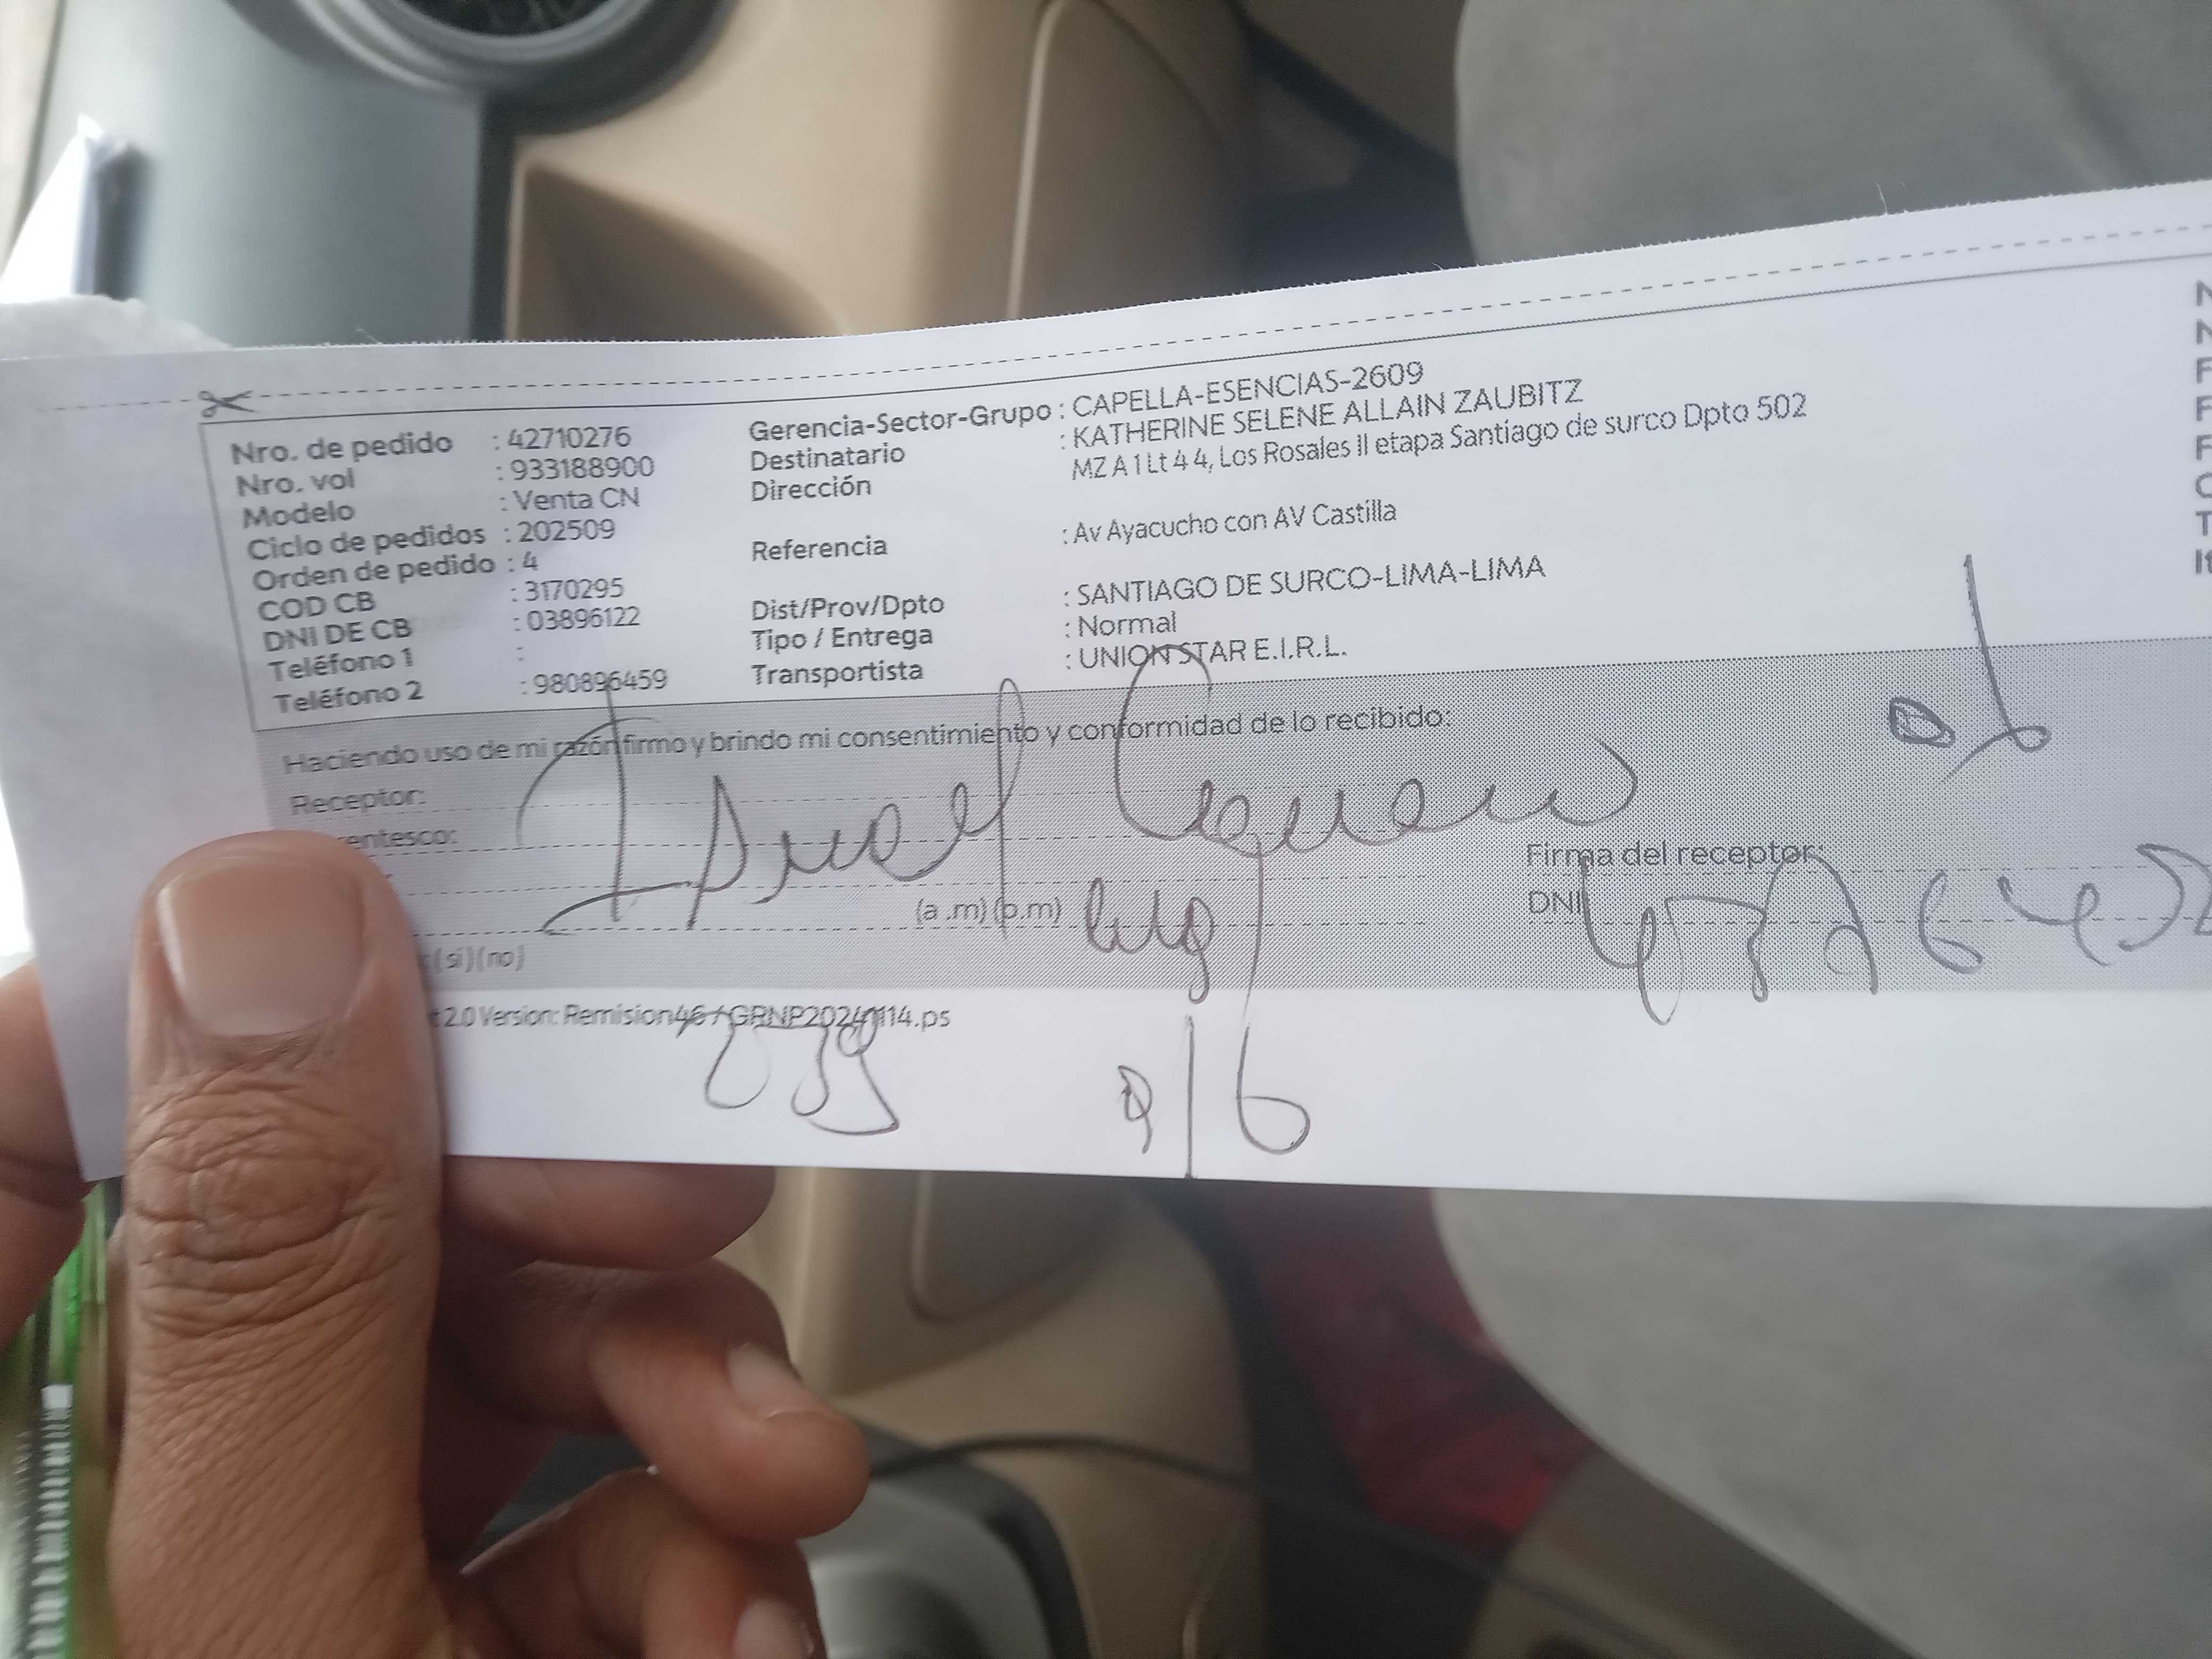 Nro. de pedido : 42710276
Nro. vol : 933188900
Modelo : Venta CN
Ciclo de pedidos : 202509
Orden de pedido : 4
COD CB : 3170295
DNI DE CB : 03896122
Teléfono 1 :
Teléfono 2 : 980896459
Gerencia-Sector-Grupo : CAPELLA-ESENCIAS-2609
Destinatario : KATHERINE SELENE ALLAIN ZAUBITZ
Dirección MZ A 1 Lt 4 4, Los Rosales II etapa Santiago de surco Dpto 502
Referencia : Av Ayacucho con AV Castilla
Dist/Prov/Dpto : SANTIAGO DE SURCO-LIMA-LIMA
Tipo / Entrega : Normal
Transportista : UNION STAR E.I.R.L.
Haciendo uso de mi razón firmo y brindo mi consentimiento y conformidad de lo recibido:
Receptor:
entesco:
Firma del receptor:
(a .m) (p.m)
DNI
(si) (no)
2.0 Version: Remision46 / GRNP20240114.ps